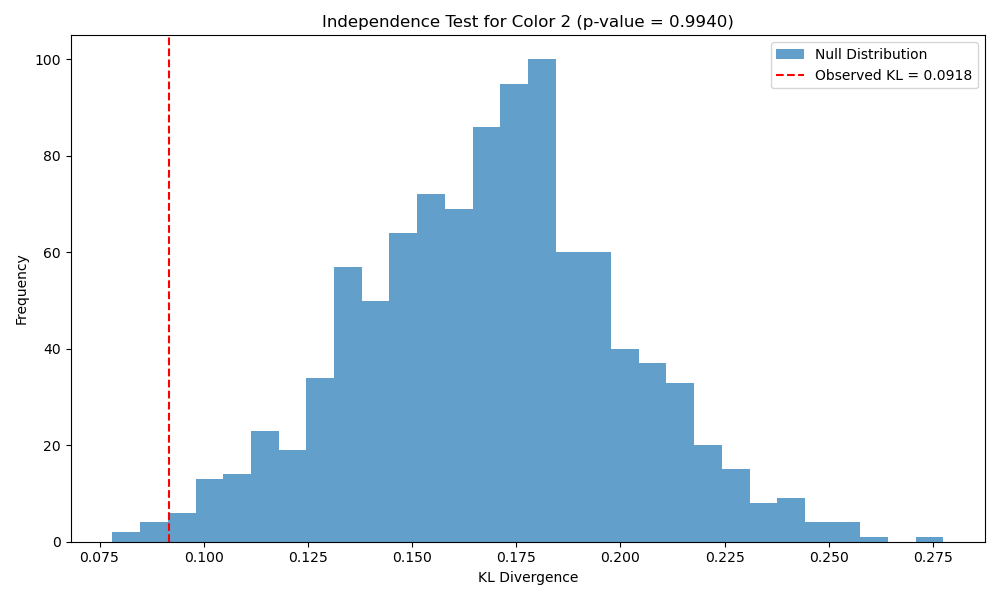 Independence Test for Color 2 (p-value = 0.9940)
Null Distribution
Observed KL = 0.0918
100
80
60
40
20
0
Frequency
0.075 0.100 0.125 0.150 0.175 0.200 0.225 0.250 0.275
KL Divergence